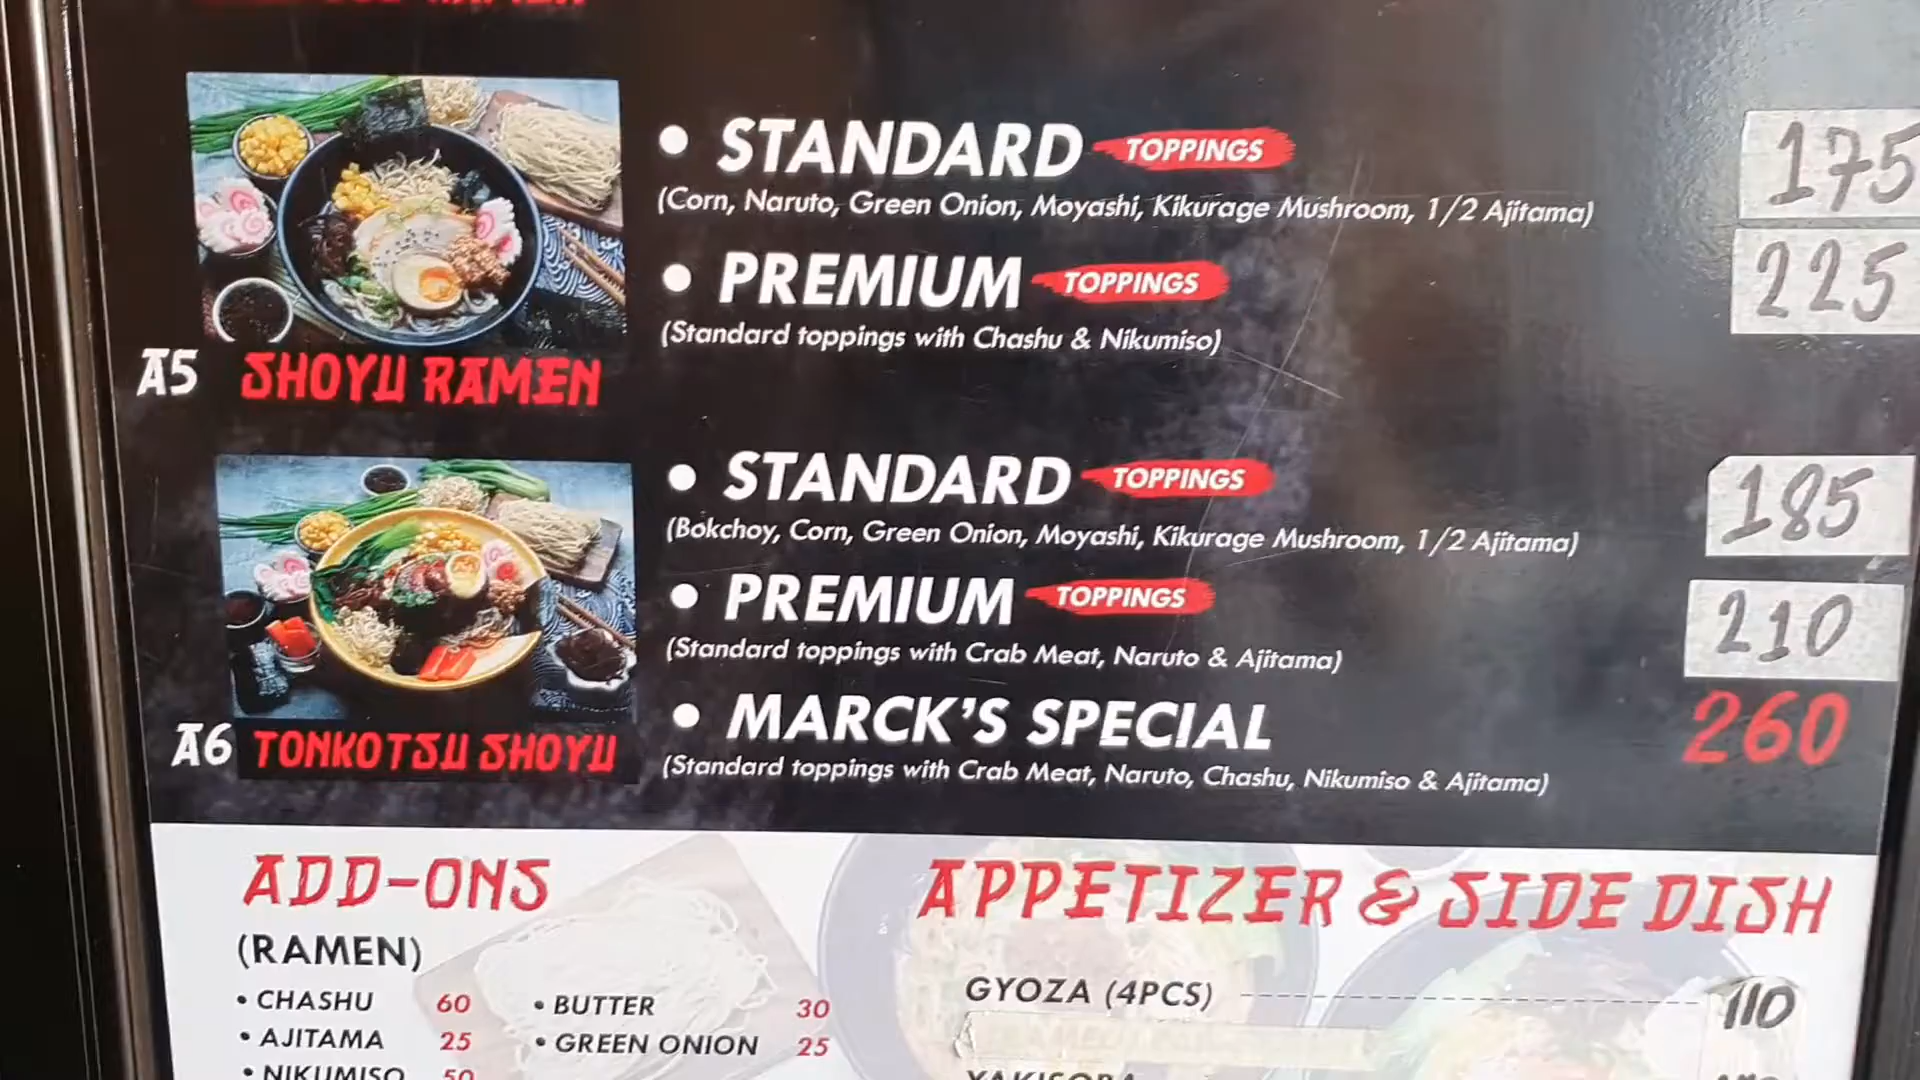 RAMEN
• STANDARD TOPPINGS 175
(Corn, Naruto, Green Onion, Moyashi, Kikurage Mushroom, 1/2 Ajitama)
• PREMIUM TOPPINGS 225
(Standard toppings with Chashu & Nikumiso)
A5 SHOYU RAMEN
• STANDARD TOPPINGS 185
(Bokchoy, Corn, Green Onion, Moyashi, Kikurage Mushroom, 1/2 Ajitama)
• PREMIUM TOPPINGS 210
(Standard toppings with Crab Meat, Naruto & Ajitama)
• MARCK'S SPECIAL 260
(Standard toppings with Crab Meat, Naruto, Chashu, Nikumiso & Ajitama)
A6 TONKOTSU SHOYU
ADD-ONS
(RAMEN)
• CHASHU 60
• AJITAMA 25
• NIKUMISO 50
• BUTTER 30
• GREEN ONION 25
APPETIZER & SIDE DISH
GYOZA (4PCS) 110
YAKISOBA